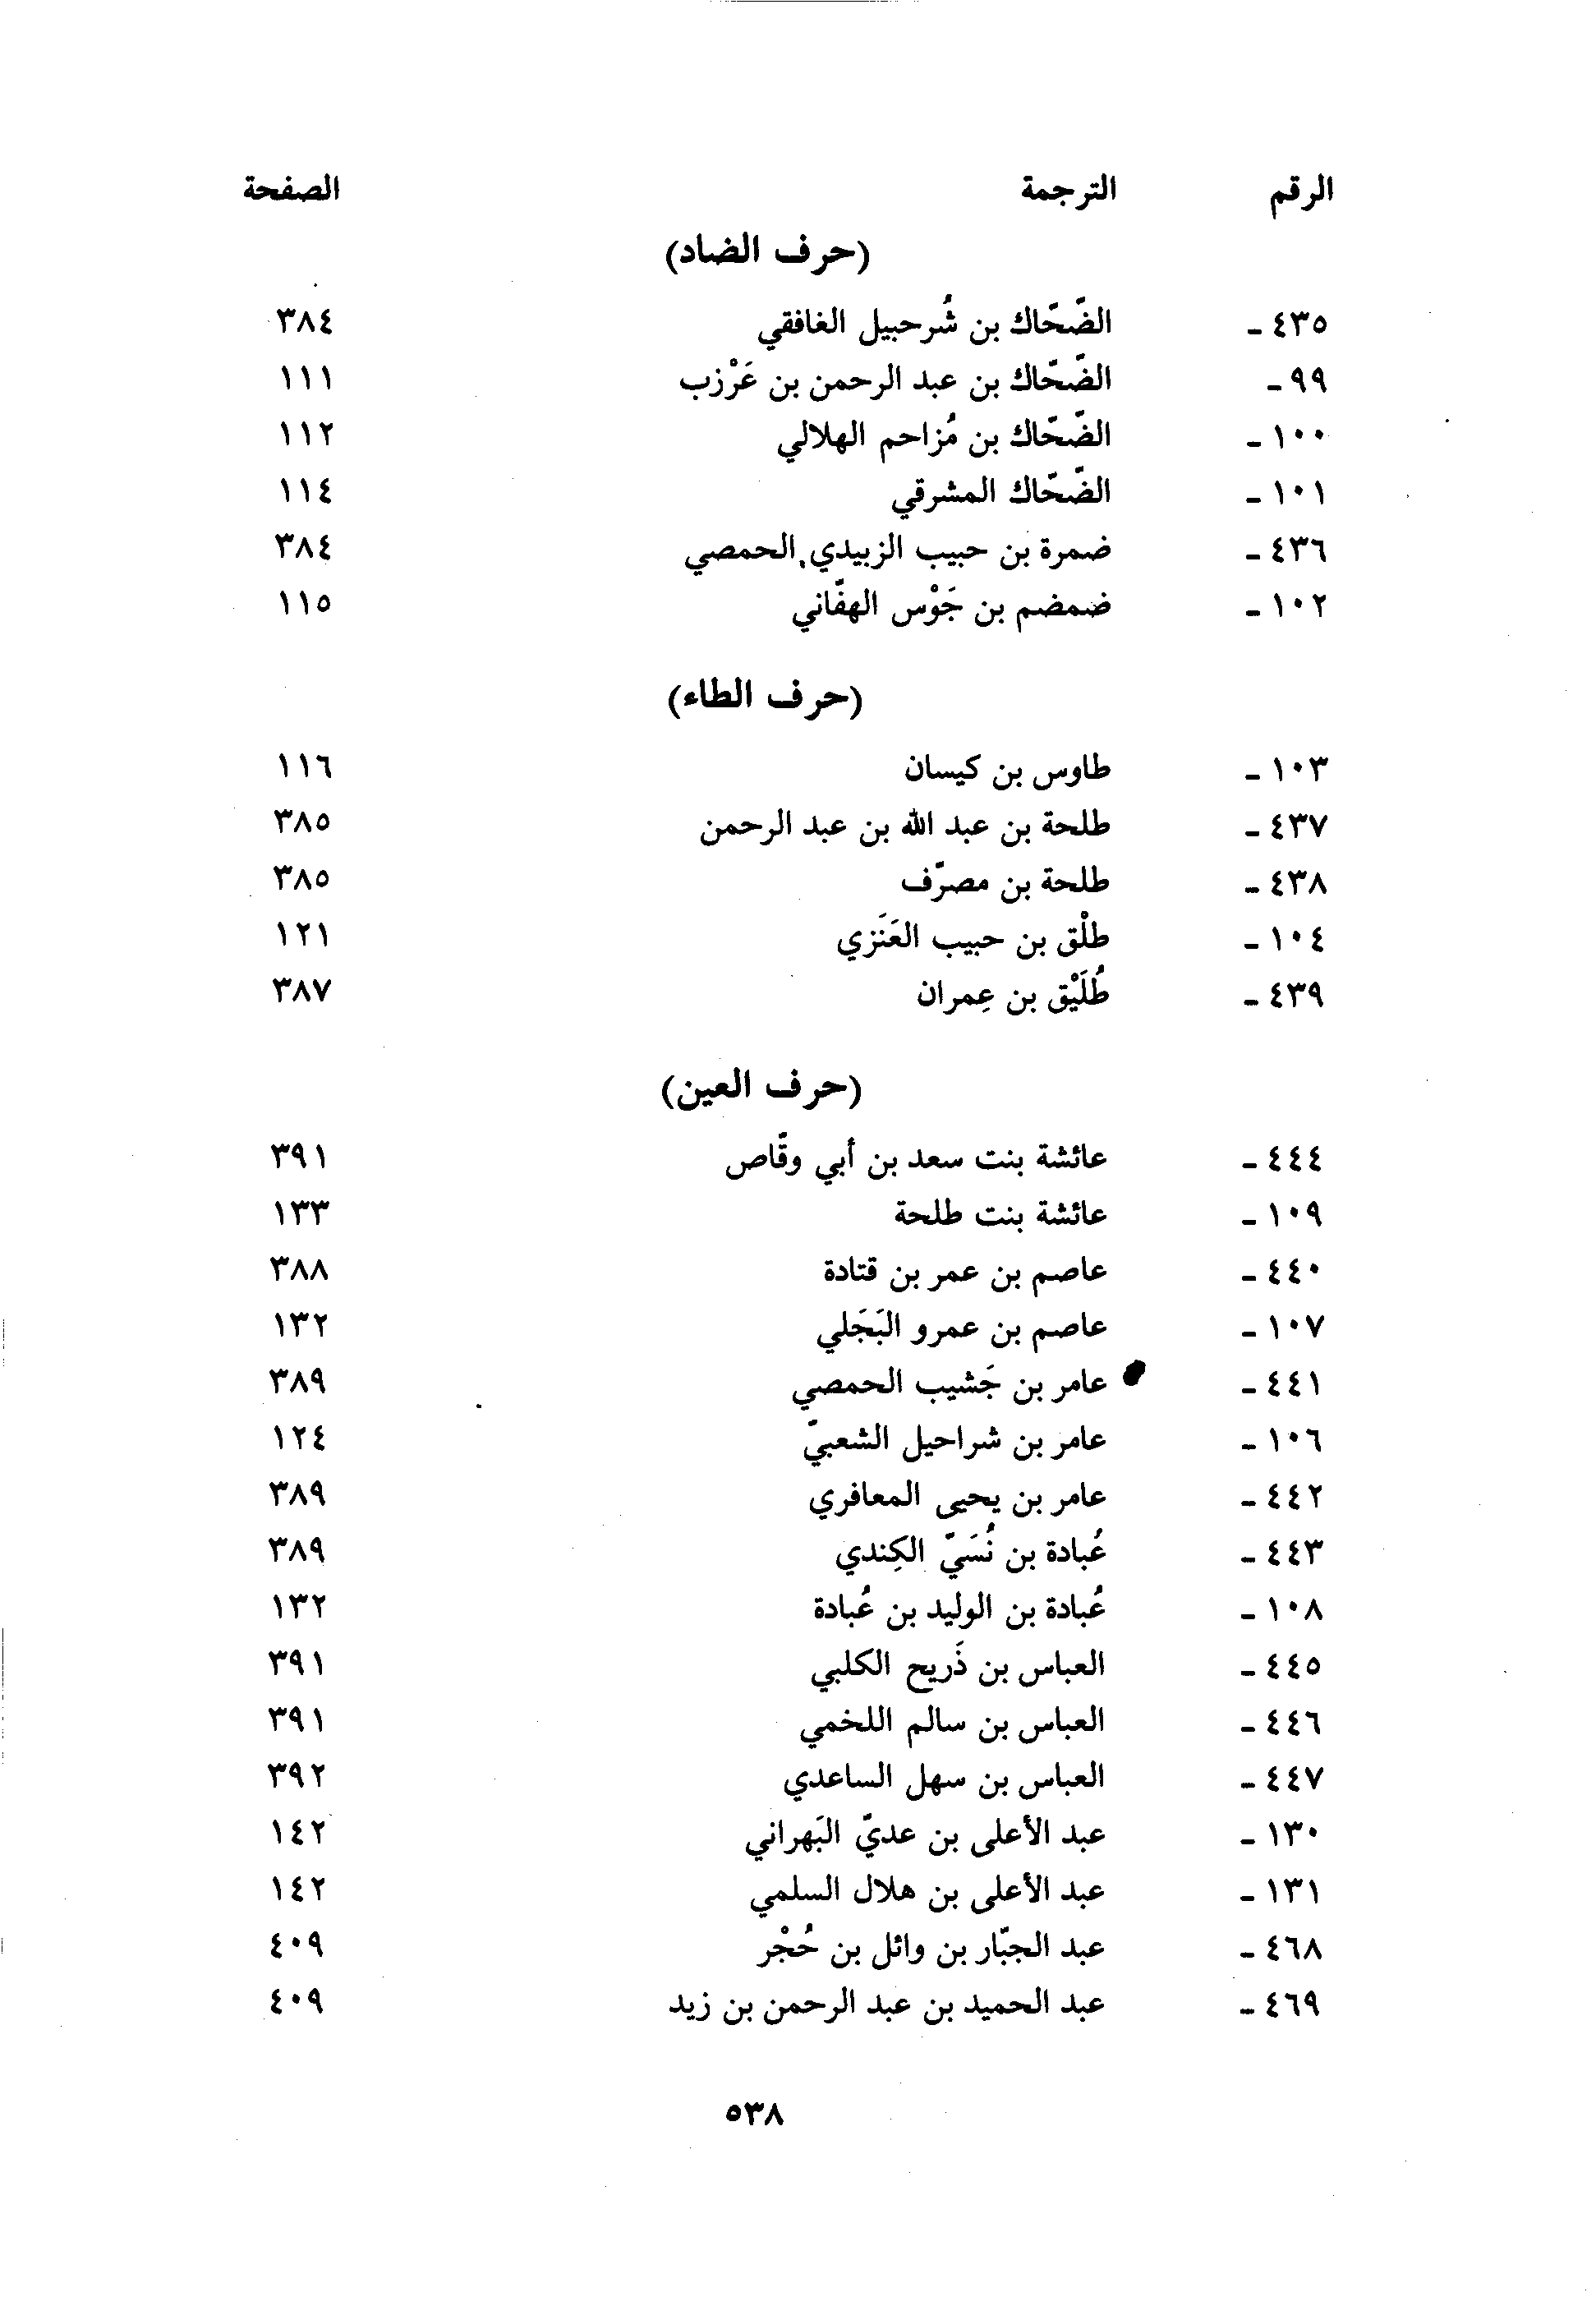 الرقم الترجمة الصفحة
(حرف الضاد)
٤٣٥ - الضّحّاك بن شُرحبيل الغافقي ٣٨٤
٩٩ - الضّحّاك بن عبد الرحمن بن عَرْزب ١١١
١٠٠ - الضّحّاك بن مُزاحم الهلالي ١١٢
١٠١ - الضّحّاك المشرقي ١١٤
٤٣٦ - ضمرة بن حبيب الزبيدي الحمصي ٣٨٤
١٠٢ - ضمضم بن جَوْس الهفّاني ١١٥
(حرف الطاء)
١٠٣ - طاوس بن كيسان ١١٦
٤٣٧ - طلحة بن عبد الله بن عبد الرحمن ٣٨٥
٤٣٨ - طلحة بن مصرّف ٣٨٥
١٠٤ - طلْق بن حبيب العَنَزي ١٢١
٤٣٩ - طُلَيْق بن عِمران ٣٨٧
(حرف العين)
٤٤٤ - عائشة بنت سعد بن أبي وقّاص ٣٩١
١٠٩ - عائشة بنت طلحة ١٣٣
٤٤٠ - عاصم بن عمر بن قتادة ٣٨٨
١٠٧ - عاصم بن عمرو البَجَلي ١٣٢
٤٤١ - عامر بن جَشيب الحمصي ٣٨٩
١٠٦ - عامر بن شراحيل الشعبيّ ١٢٤
٤٤٢ - عامر بن يحيى المعافري ٣٨٩
٤٤٣ - عُبادة بن نُسَيّ الكِندي ٣٨٩
١٠٨ - عُبادة بن الوليد بن عُبادة ١٣٢
٤٤٥ - العباس بن ذَريح الكلبي ٣٩١
٤٤٦ - العباس بن سالم اللخمي ٣٩١
٤٤٧ - العباس بن سهل الساعدي ٣٩٢
١٣٠ - عبد الأعلى بن عديّ البَهراني ١٤٢
١٣١ - عبد الأعلى بن هلال السلمي ١٤٢
٤٦٨ - عبد الجبّار بن وائل بن حُجْر ٤٠٩
٤٦٩ - عبد الحميد بن عبد الرحمن بن زيد ٤٠٩
٥٣٨